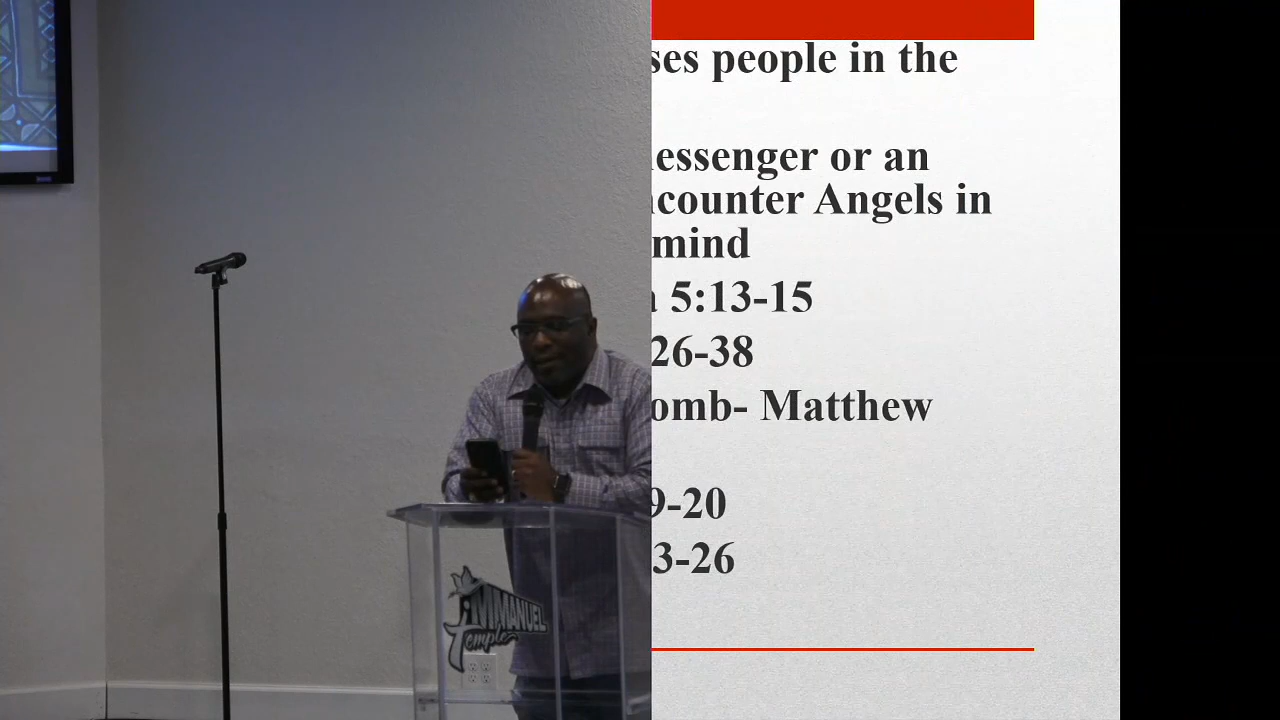 ses people in the
essenger or an
counter Angels in
mind
5:13-15
26-38
omb- Matthew
9-20
3-26
IMMANUEL
Temple